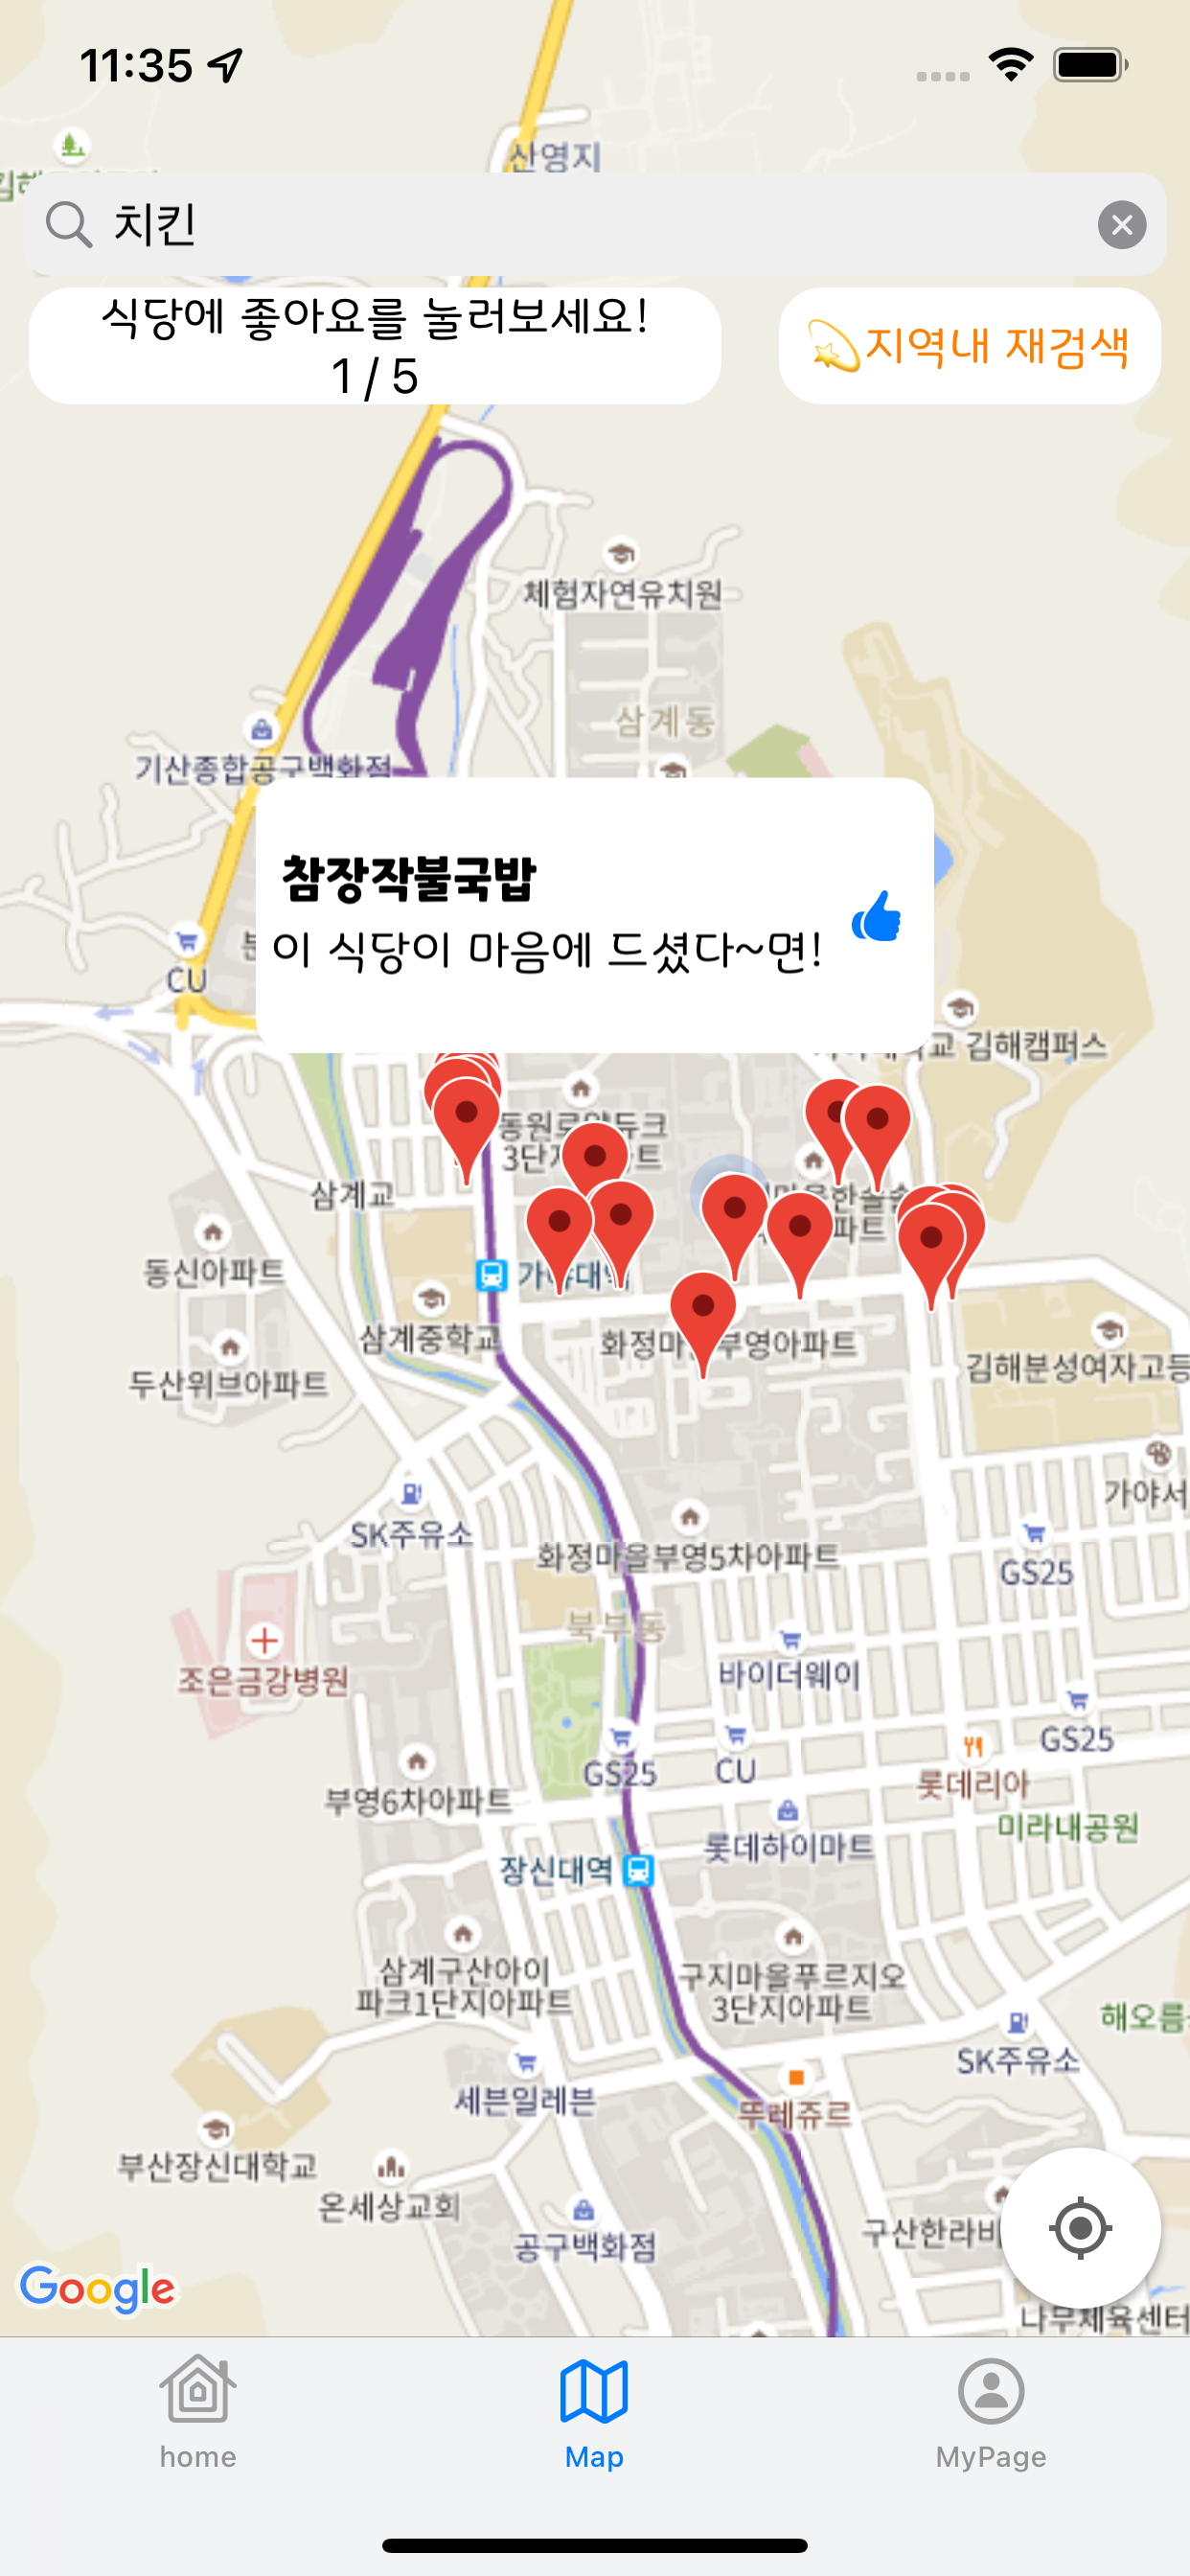 11:35
산영지
치킨
식당에 좋아요를 눌러보세요!
1 / 5
지역내 재검색
체험자연유치원
삼계동
기산종합공구백화점
참장작불국밥
이 식당이 마음에 드셨다~면!
CU
김해캠퍼스
3단지
삼계교
동신아파트
삼계중학교
부영아파트
김해분성여자고등
두산위브아파트
가야서
SK주유소
화정마을부영5차아파트
GS25
북부동
조은금강병원
바이더웨이
GS25
GS25
CU
롯데리아
부영6차아파트
미라내공원
롯데하이마트
장신대역
삼계구산아이
파크1단지아파트
구지마을푸르지오
3단지아파트
해오름
SK주유소
세븐일레븐
뚜레쥬르
부산장신대학교
온세상교회
구산한라비
공구백화점
Google
나무체육센터
home
Map
MyPage